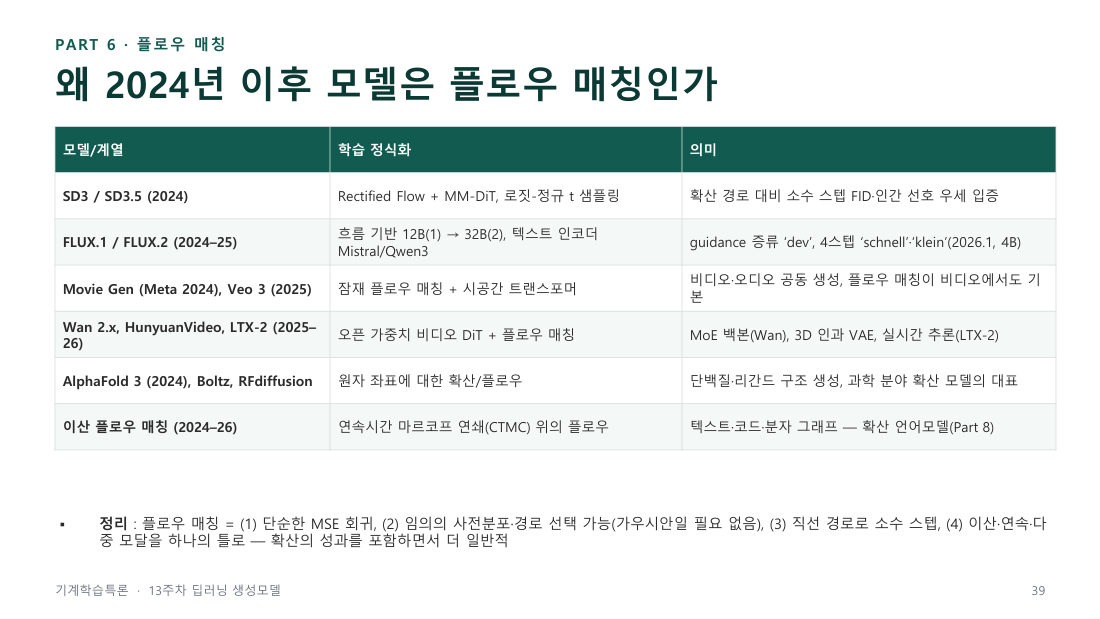 PART 6 · 플로우 매칭
왜 2024년 이후 모델은 플로우 매칭인가
모델/계열
학습 정식화
의미
SD3 / SD3.5 (2024)
Rectified Flow + MM-DiT, 로짓-정규 t 샘플링
확산 경로 대비 소수 스텝 FID·인간 선호 우세 입증
FLUX.1 / FLUX.2 (2024–25)
흐름 기반 12B(1) → 32B(2), 텍스트 인코더
Mistral/Qwen3
guidance 증류 ‘dev’, 4스텝 ‘schnell’·‘klein’(2026.1, 4B)
Movie Gen (Meta 2024), Veo 3 (2025)
잠재 플로우 매칭 + 시공간 트랜스포머
비디오·오디오 공동 생성, 플로우 매칭이 비디오에서도 기
본
Wan 2.x, HunyuanVideo, LTX-2 (2025–
26)
오픈 가중치 비디오 DiT + 플로우 매칭
MoE 백본(Wan), 3D 인과 VAE, 실시간 추론(LTX-2)
AlphaFold 3 (2024), Boltz, RFdiffusion
원자 좌표에 대한 확산/플로우
단백질·리간드 구조 생성, 과학 분야 확산 모델의 대표
이산 플로우 매칭 (2024–26)
연속시간 마르코프 연쇄(CTMC) 위의 플로우
텍스트·코드·분자 그래프 — 확산 언어모델(Part 8)
▪ 정리 : 플로우 매칭 = (1) 단순한 MSE 회귀, (2) 임의의 사전분포·경로 선택 가능(가우시안일 필요 없음), (3) 직선 경로로 소수 스텝, (4) 이산·연속·다
중 모달을 하나의 틀로 — 확산의 성과를 포함하면서 더 일반적
기계학습특론 · 13주차 딥러닝 생성모델
39